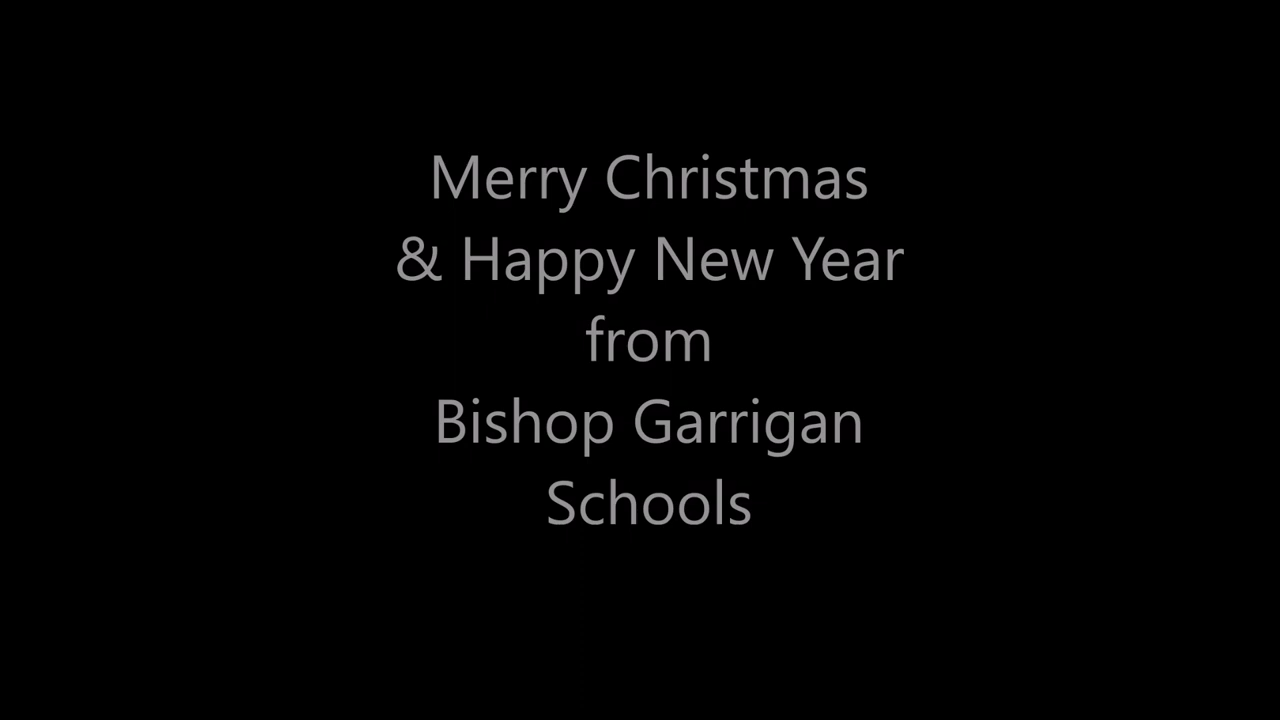 Merry Christmas
& Happy New Year
from
Bishop Garrigan
Schools